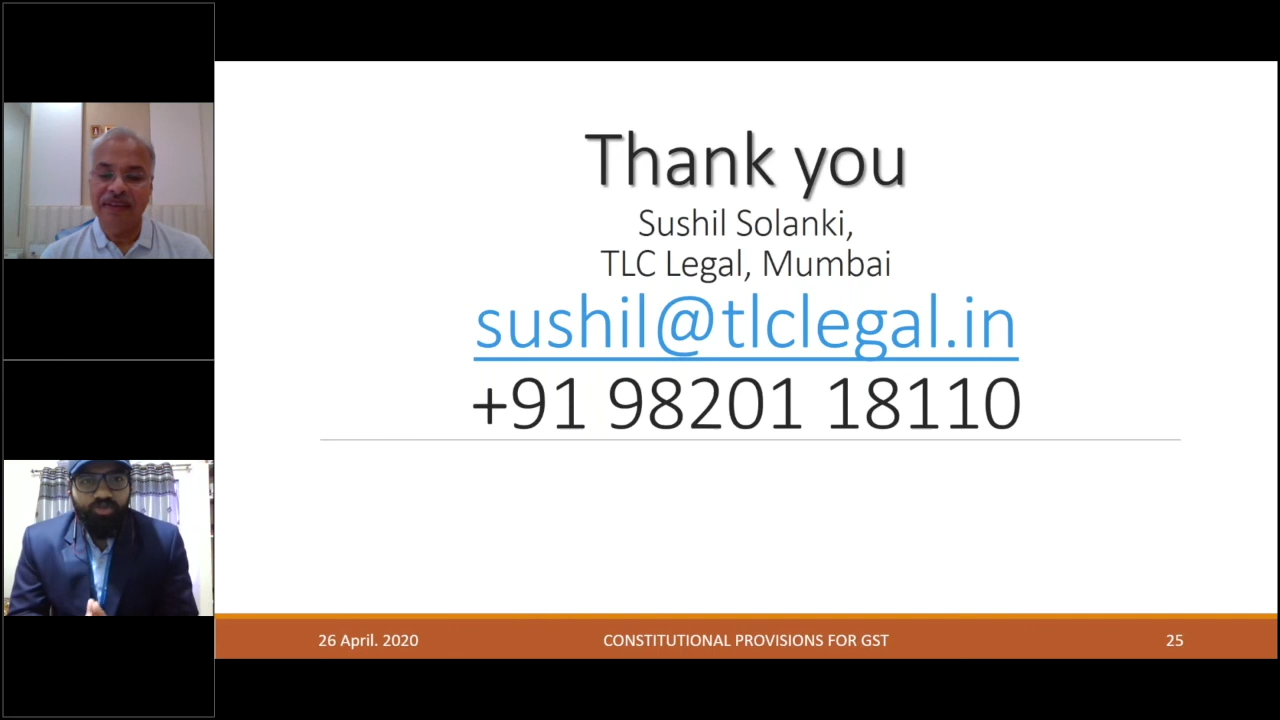 Thank you
Sushil Solanki,
TLC Legal, Mumbai
sushil@tlclegal.in
+91 98201 18110
26 April. 2020
CONSTITUTIONAL PROVISIONS FOR GST
25